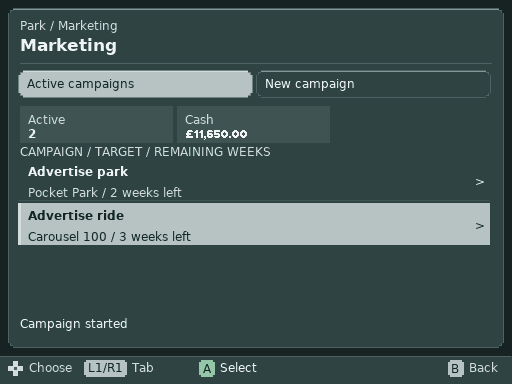 Park / Marketing
Marketing
Active campaigns
New campaign
Active
2
Cash
£11,650.00
CAMPAIGN / TARGET / REMAINING WEEKS
Advertise park
Pocket Park / 2 weeks left
>
Advertise ride
Carousel 100 / 3 weeks left
>
Campaign started
Choose L1/R1 Tab A Select B Back